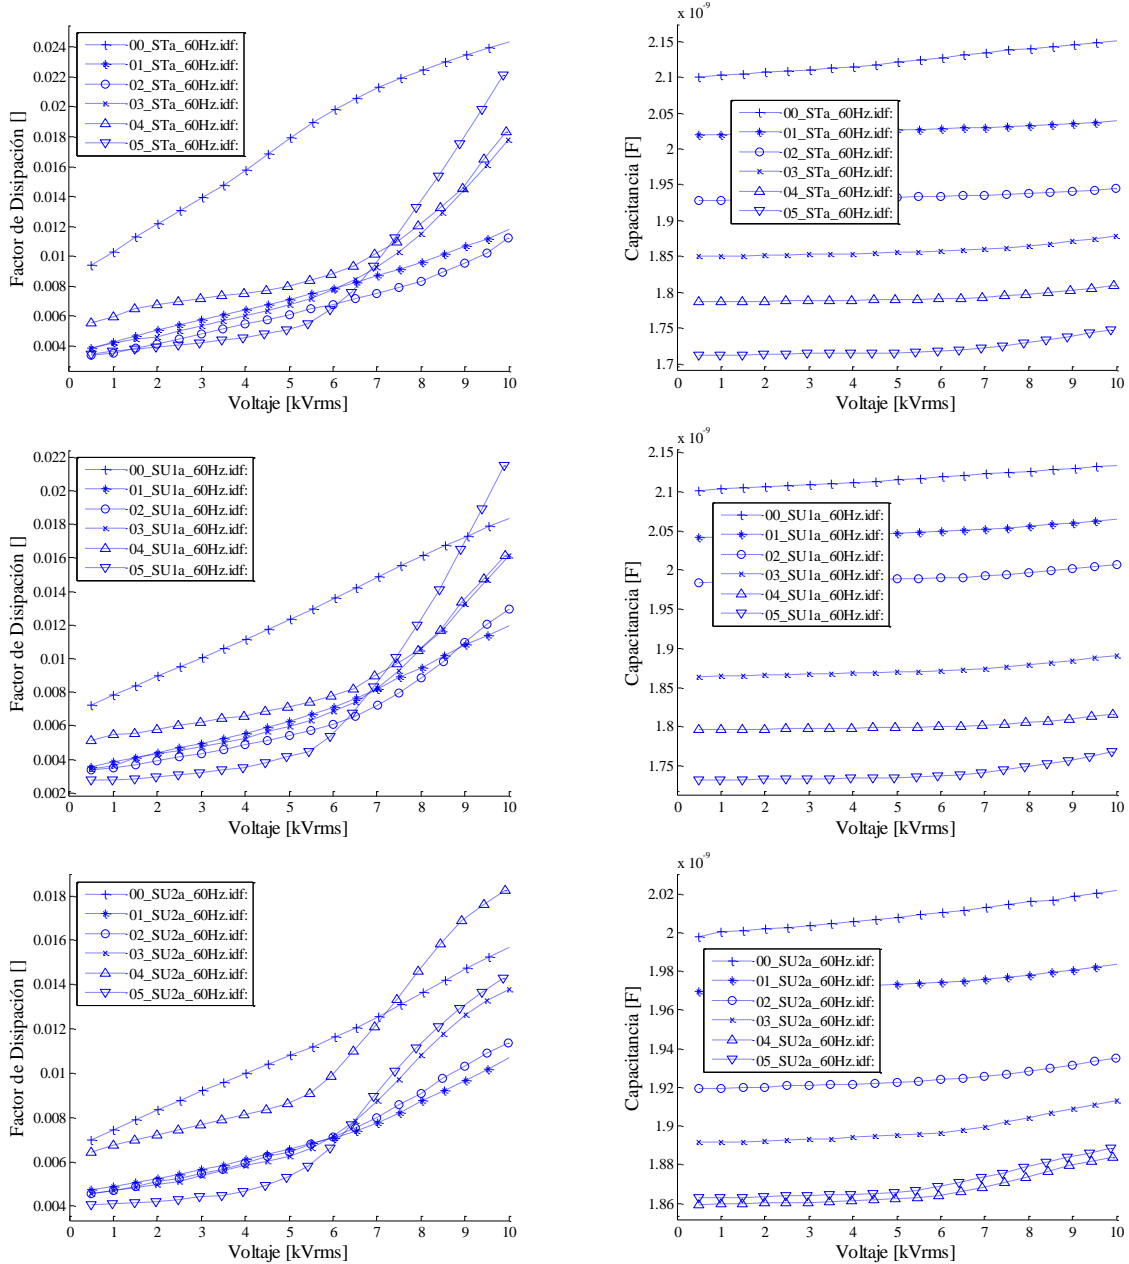 0.024
0.022
0.02
0.018
0.016
0.014
0.012
0.01
0.008
0.006
0.004
Factor de Disipación []
00_STa_60Hz.idf:
01_STa_60Hz.idf:
02_STa_60Hz.idf:
03_STa_60Hz.idf:
04_STa_60Hz.idf:
05_STa_60Hz.idf:
0 1 2 3 4 5 6 7 8 9 10
Voltaje [kVrms]
x 10⁻⁹
2.15
2.1
2.05
2
1.95
1.9
1.85
1.8
1.75
1.7
Capacitancia [F]
00_STa_60Hz.idf:
01_STa_60Hz.idf:
02_STa_60Hz.idf:
03_STa_60Hz.idf:
04_STa_60Hz.idf:
05_STa_60Hz.idf:
0 1 2 3 4 5 6 7 8 9 10
Voltaje [kVrms]
0.022
0.02
0.018
0.016
0.014
0.012
0.01
0.008
0.006
0.004
0.002
Factor de Disipación []
00_SU1a_60Hz.idf:
01_SU1a_60Hz.idf:
02_SU1a_60Hz.idf:
03_SU1a_60Hz.idf:
04_SU1a_60Hz.idf:
05_SU1a_60Hz.idf:
0 1 2 3 4 5 6 7 8 9 10
Voltaje [kVrms]
x 10⁻⁹
2.15
2.1
2.05
2
1.95
1.9
1.85
1.8
1.75
Capacitancia [F]
00_SU1a_60Hz.idf:
01_SU1a_60Hz.idf:
02_SU1a_60Hz.idf:
03_SU1a_60Hz.idf:
04_SU1a_60Hz.idf:
05_SU1a_60Hz.idf:
0 1 2 3 4 5 6 7 8 9 10
Voltaje [kVrms]
0.018
0.016
0.014
0.012
0.01
0.008
0.006
0.004
Factor de Disipación []
00_SU2a_60Hz.idf:
01_SU2a_60Hz.idf:
02_SU2a_60Hz.idf:
03_SU2a_60Hz.idf:
04_SU2a_60Hz.idf:
05_SU2a_60Hz.idf:
0 1 2 3 4 5 6 7 8 9 10
Voltaje [kVrms]
x 10⁻⁹
2.02
2
1.98
1.96
1.94
1.92
1.9
1.88
1.86
Capacitancia [F]
00_SU2a_60Hz.idf:
01_SU2a_60Hz.idf:
02_SU2a_60Hz.idf:
03_SU2a_60Hz.idf:
04_SU2a_60Hz.idf:
05_SU2a_60Hz.idf:
0 1 2 3 4 5 6 7 8 9 10
Voltaje [kVrms]